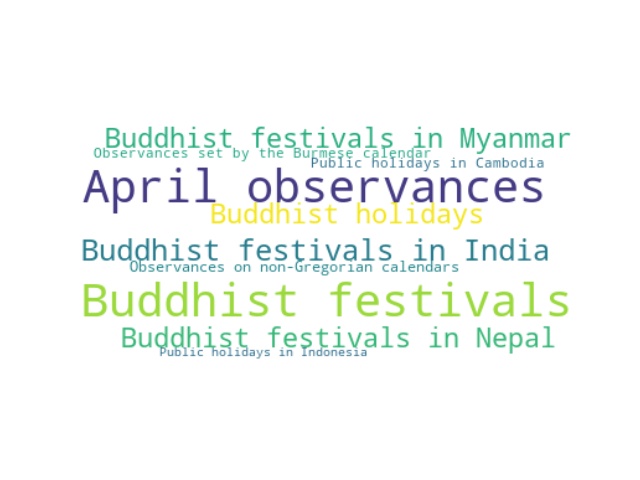 Buddhist festivals in Myanmar
Observances set by the Burmese calendar
Public holidays in Cambodia
April observances
Buddhist holidays
Buddhist festivals in India
Observances on non-Gregorian calendars
Buddhist festivals
Buddhist festivals in Nepal
Public holidays in Indonesia